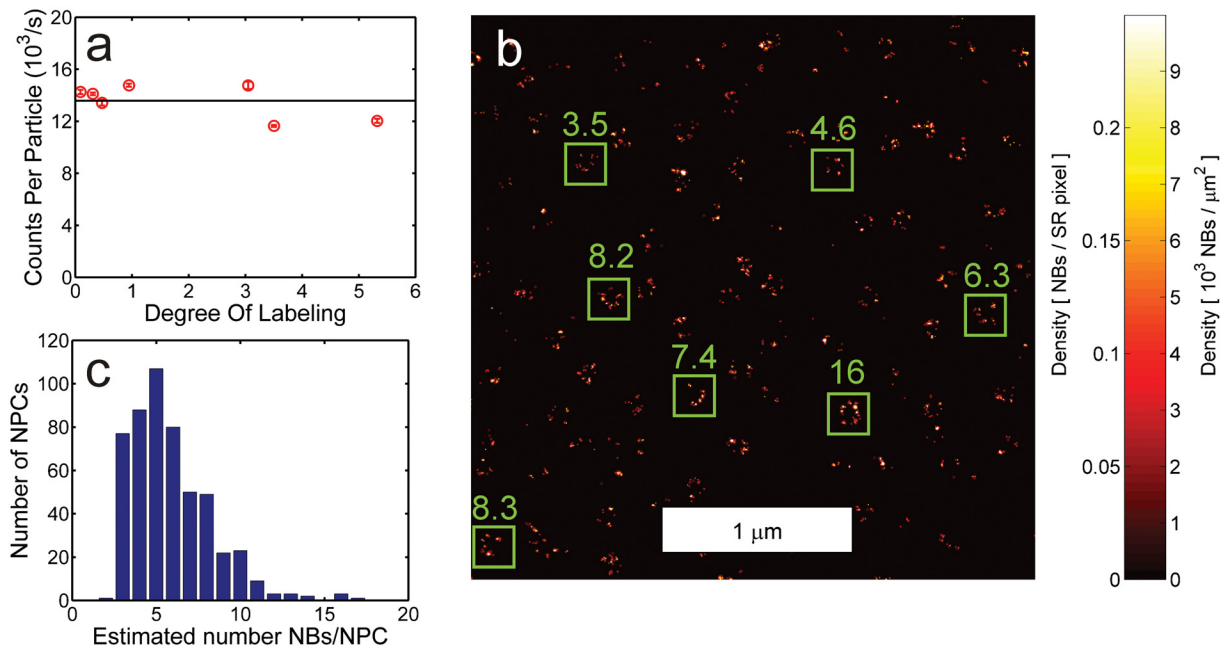 a
Counts Per Particle (10³/s)
20
16
12
8
4
0
0 1 2 3 4 5 6
Degree Of Labeling
b
3.5
4.6
8.2
6.3
7.4
16
8.3
1 μm
Density [ NBs / SR pixel ]
0.2
0.15
0.1
0.05
0
Density [ 10³ NBs / μm² ]
9
8
7
6
5
4
3
2
1
0
c
Number of NPCs
120
100
80
60
40
20
0
0 5 10 15 20
Estimated number NBs/NPC